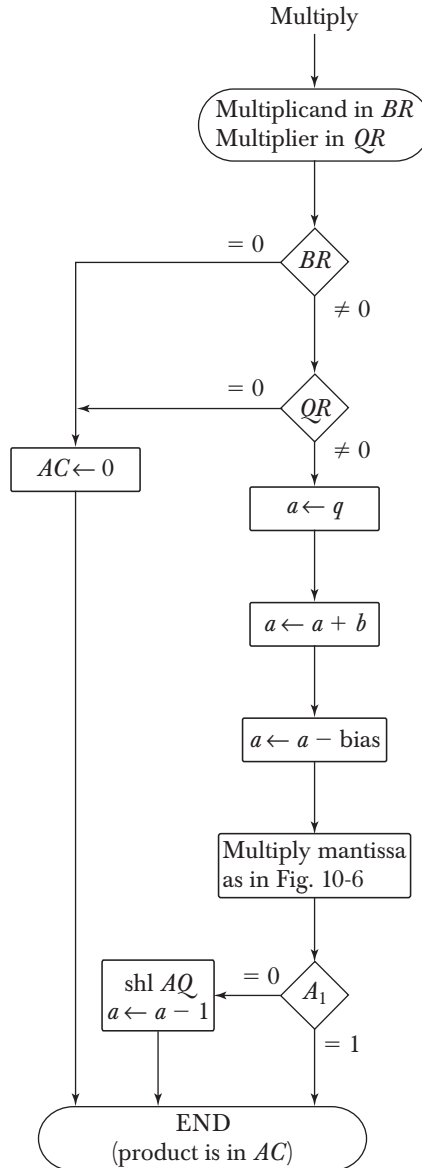 Multiply
Multiplicand in BR
Multiplier in QR
= 0
BR
≠ 0
= 0
QR
≠ 0
AC ← 0
a ← q
a ← a + b
a ← a − bias
Multiply mantissa
as in Fig. 10-6
= 0
A₁
shl AQ
a ← a − 1
= 1
END
(product is in AC)